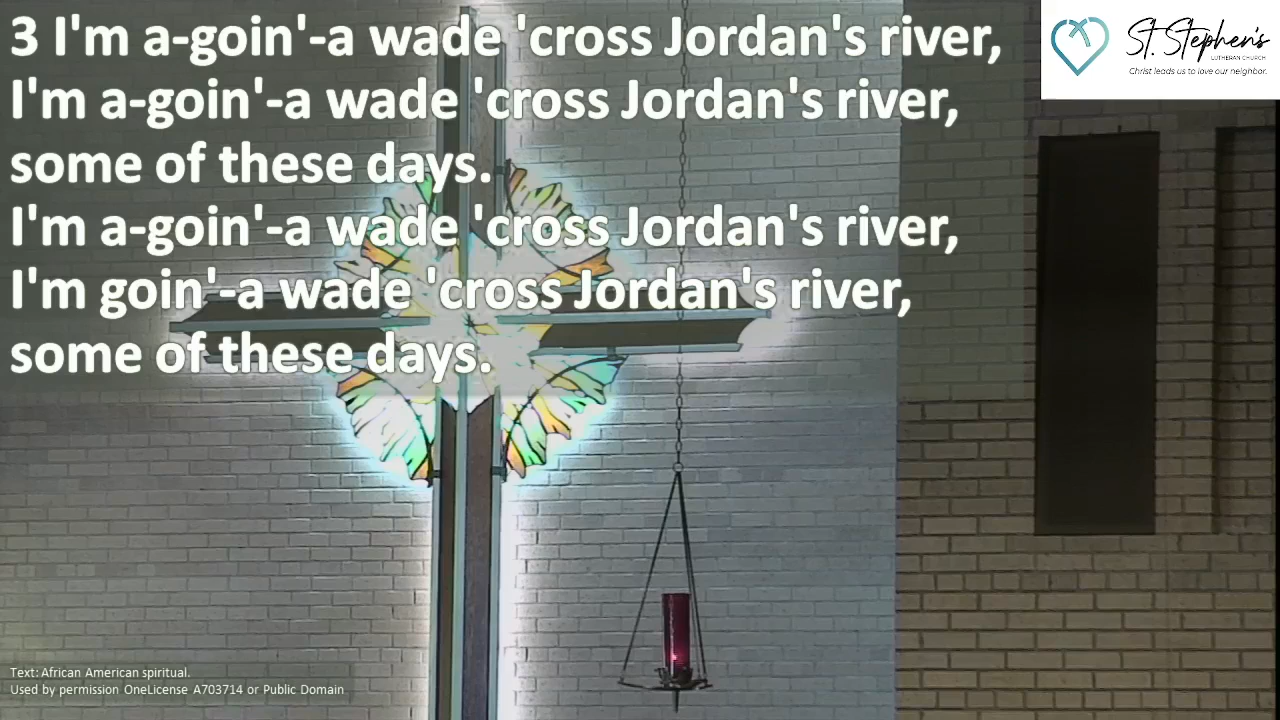 3 I'm a-goin'-a wade 'cross Jordan's river,
I'm a-goin'-a wade 'cross Jordan's river,
some of these days.
I'm a-goin'-a wade 'cross Jordan's river,
I'm goin'-a wade 'cross Jordan's river,
some of these days.
St. Stephen's
LUTHERAN CHURCH
Christ leads us to love our neighbor.
Text: African American spiritual.
Used by permission OneLicense A703714 or Public Domain